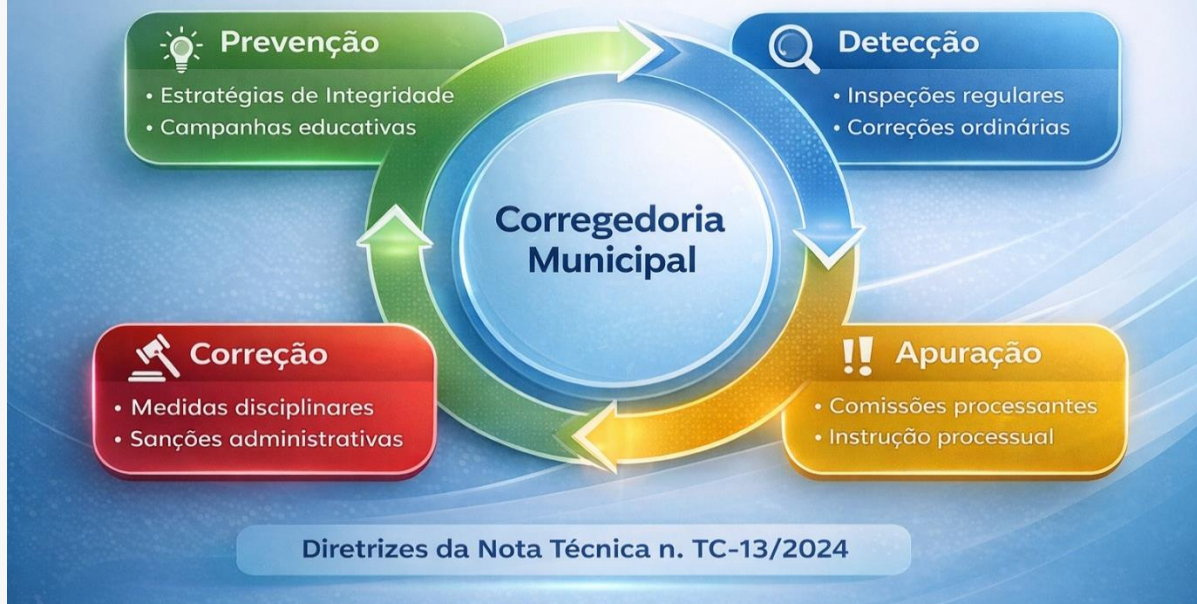 Prevenção
• Estratégias de Integridade
• Campanhas educativas
Detecção
• Inspeções regulares
• Correções ordinárias
Corregedoria
Municipal
Correção
• Medidas disciplinares
• Sanções administrativas
Apuração
• Comissões processantes
• Instrução processual
Diretrizes da Nota Técnica n. TC-13/2024